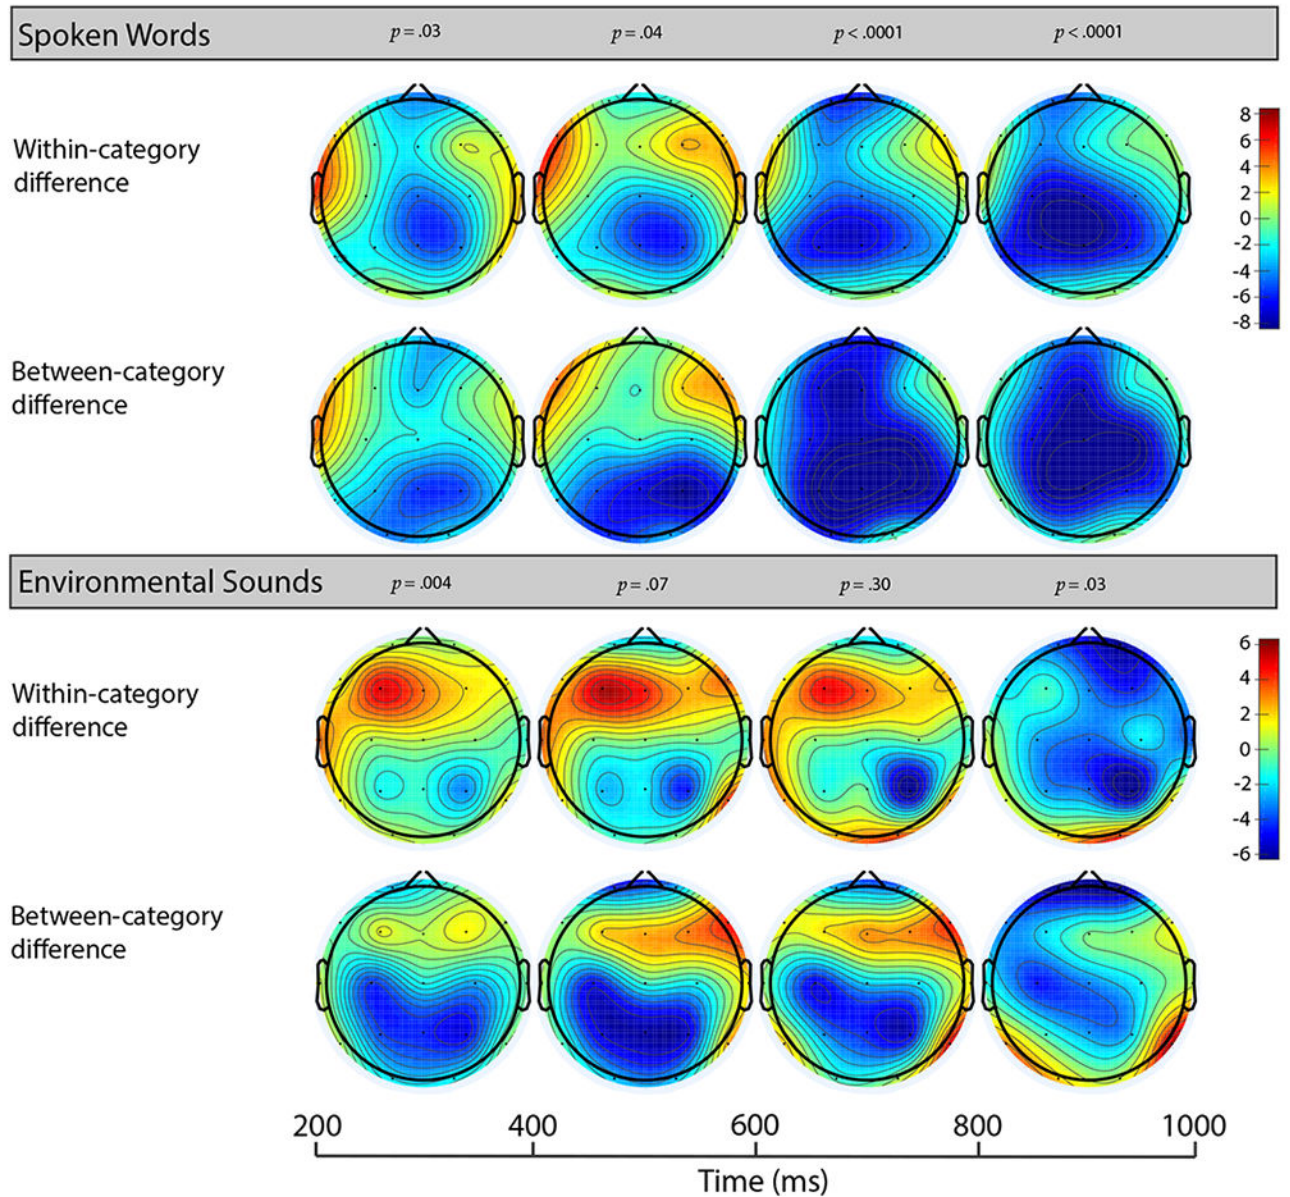 Spoken Words p = .03 p = .04 p < .0001 p < .0001
Within-category
difference
8
6
4
2
0
-2
-4
-6
-8
Between-category
difference
Environmental Sounds p = .004 p = .07 p = .30 p = .03
Within-category
difference
6
4
2
0
-2
-4
-6
Between-category
difference
200 400 600 800 1000
Time (ms)